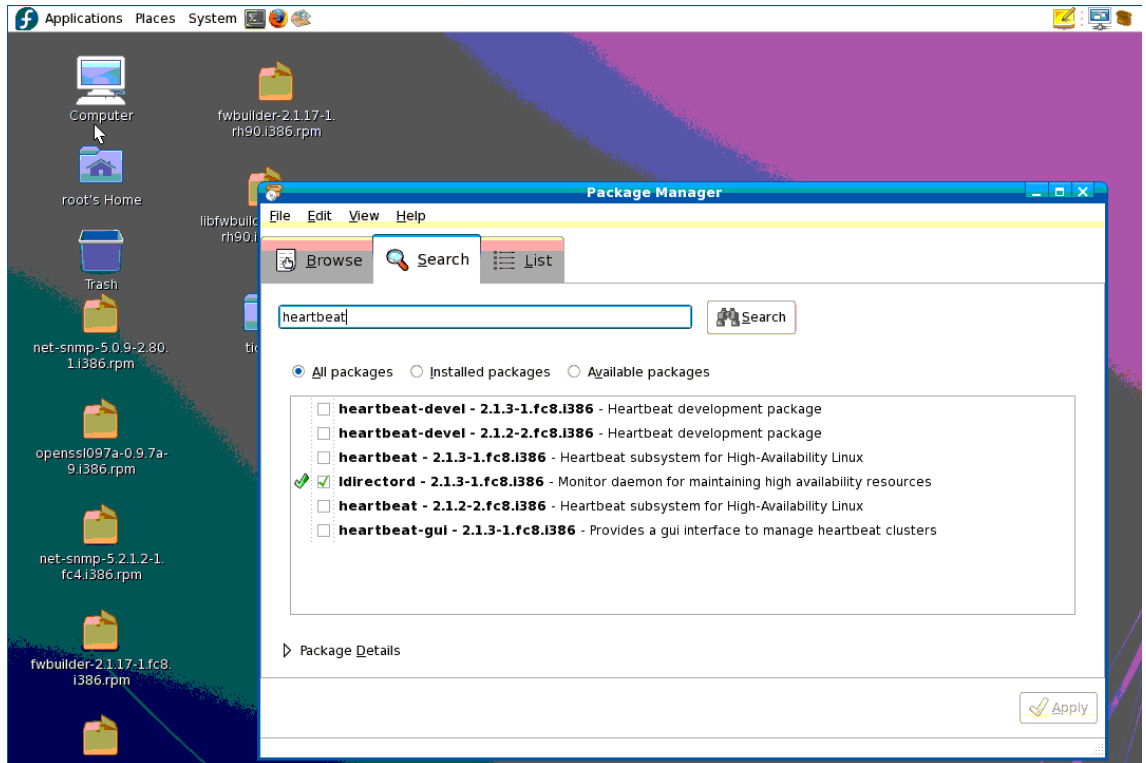 Applications Places System
Computer
root's Home
Trash
net-snmp-5.0.9-2.80.
1.i386.rpm
openssl097a-0.9.7a-
9.i386.rpm
net-snmp-5.2.1.2-1.
fc4.i386.rpm
fwbuilder-2.1.17-1.fc8.
i386.rpm
fwbuilder-2.1.17-1.
rh90.i386.rpm
libfwbuild
rh90.i
Package Manager
File Edit View Help
Browse Search List
heartbeat
Search
All packages Installed packages Available packages
heartbeat-devel - 2.1.3-1.fc8.i386 - Heartbeat development package
heartbeat-devel - 2.1.2-2.fc8.i386 - Heartbeat development package
heartbeat - 2.1.3-1.fc8.i386 - Heartbeat subsystem for High-Availability Linux
ldirectord - 2.1.3-1.fc8.i386 - Monitor daemon for maintaining high availability resources
heartbeat - 2.1.2-2.fc8.i386 - Heartbeat subsystem for High-Availability Linux
heartbeat-gui - 2.1.3-1.fc8.i386 - Provides a gui interface to manage heartbeat clusters
Package Details
Apply